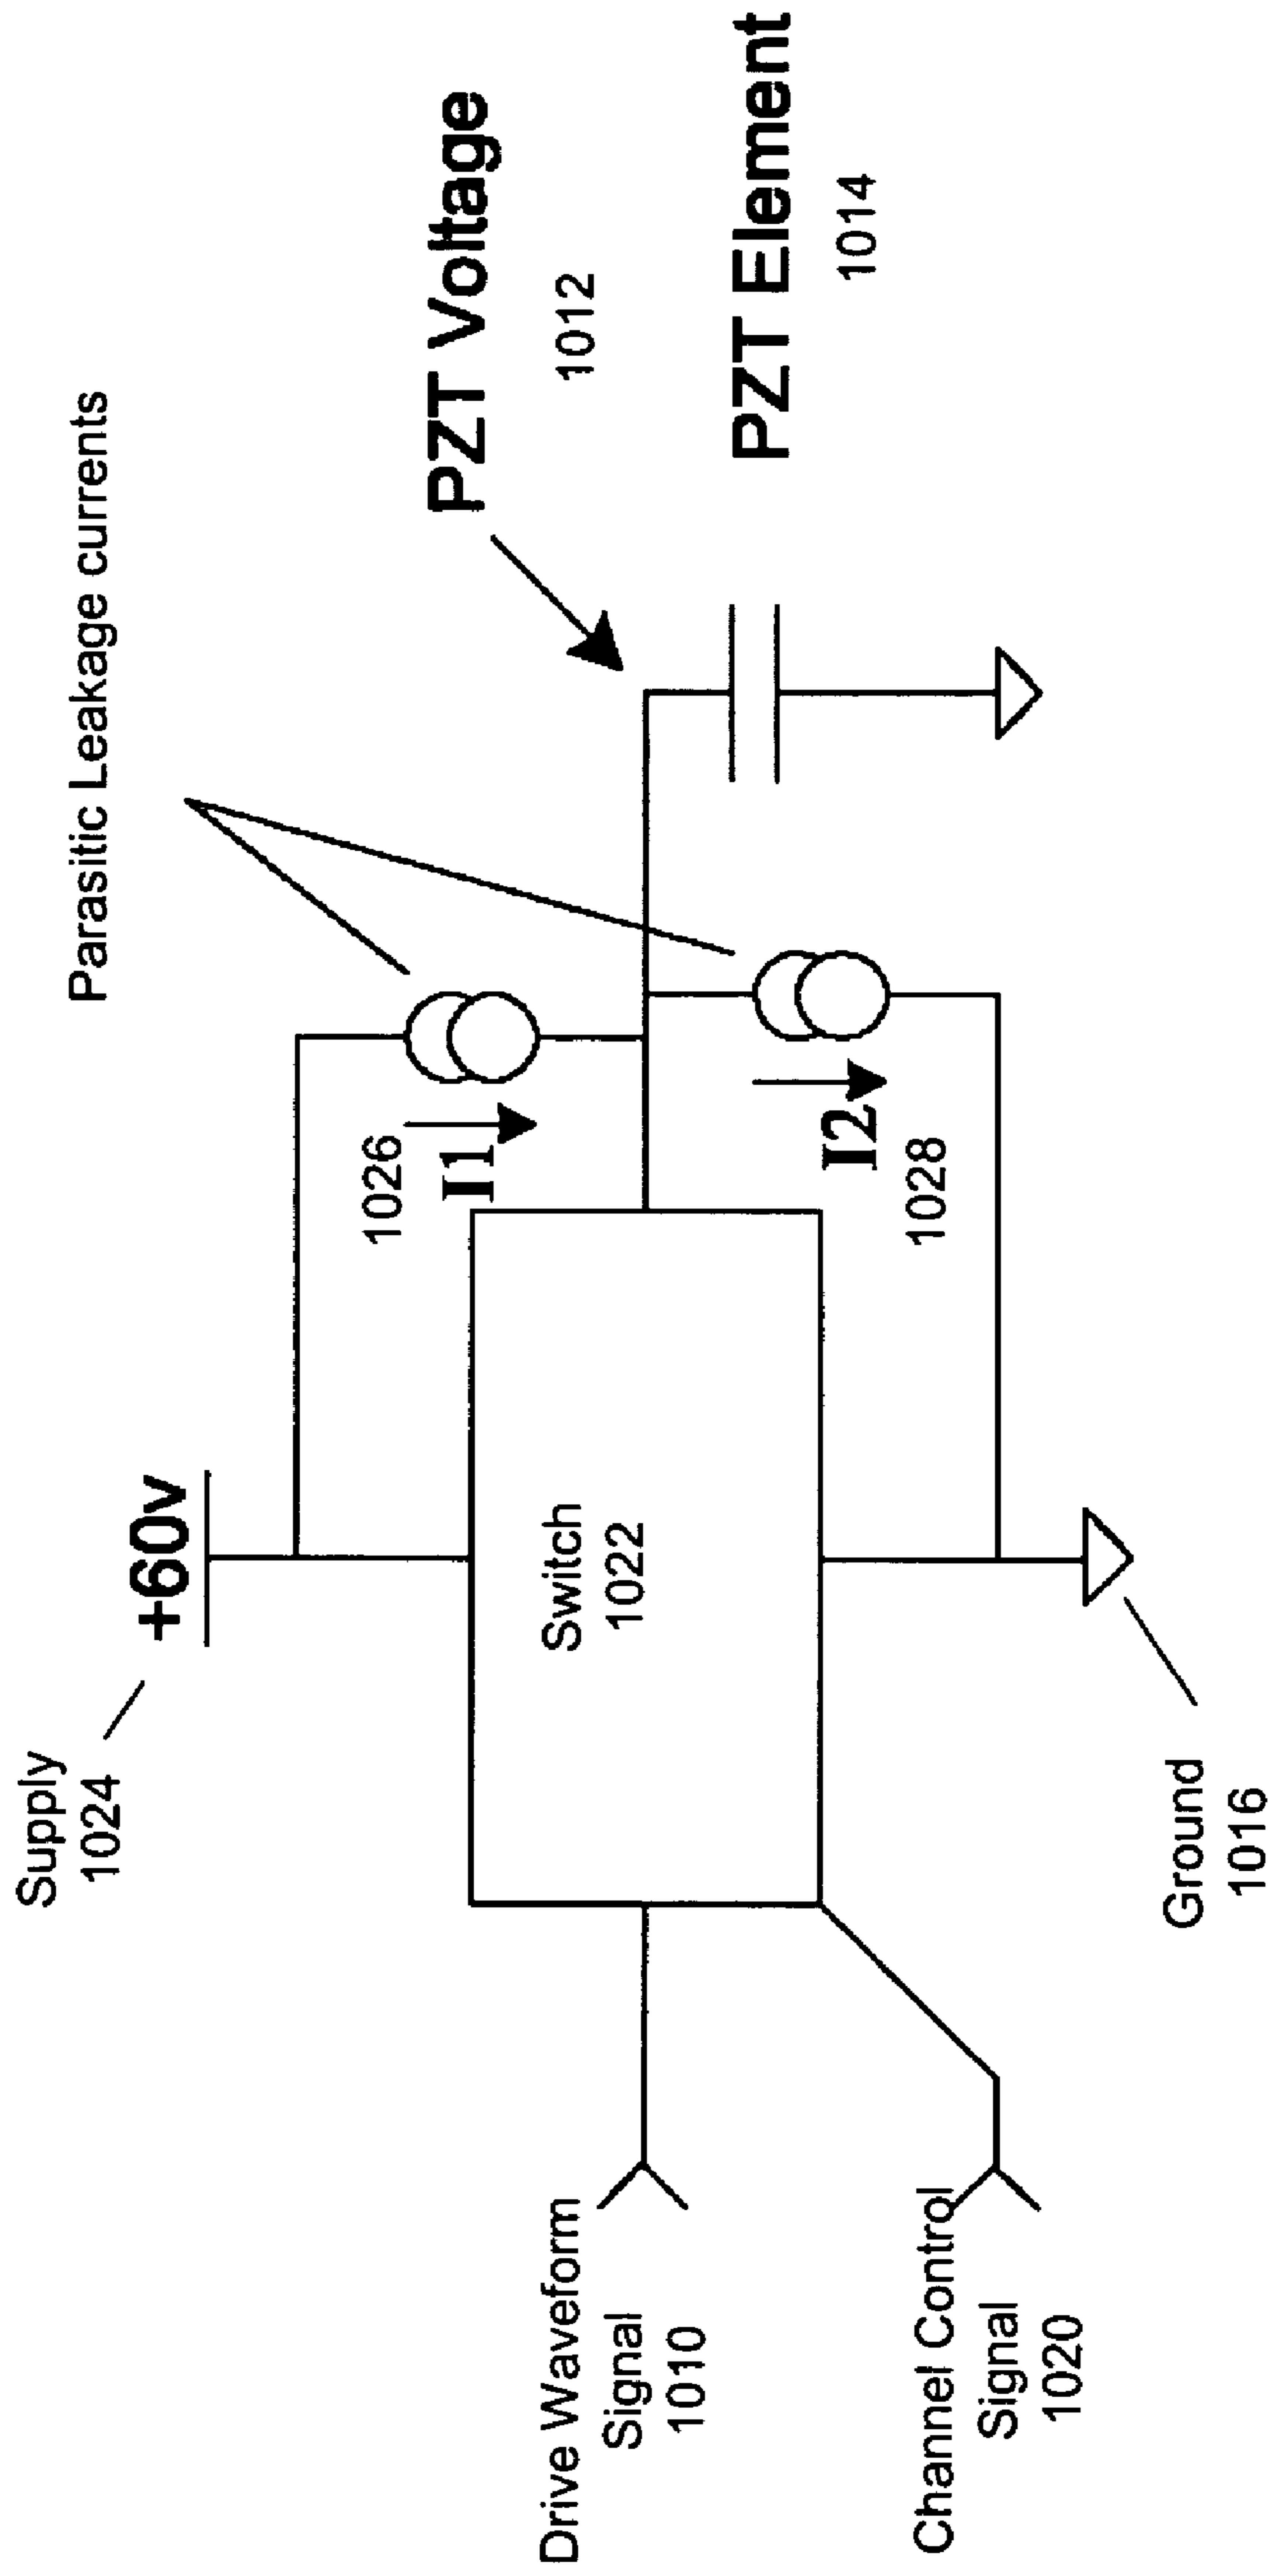 Supply
1024
+60v
Parasitic Leakage currents
PZT Voltage
1012
1026
I1
Drive Waveform
Signal
1010
Switch
1022
PZT Element
1014
I2
1028
Channel Control
Signal
1020
Ground
1016